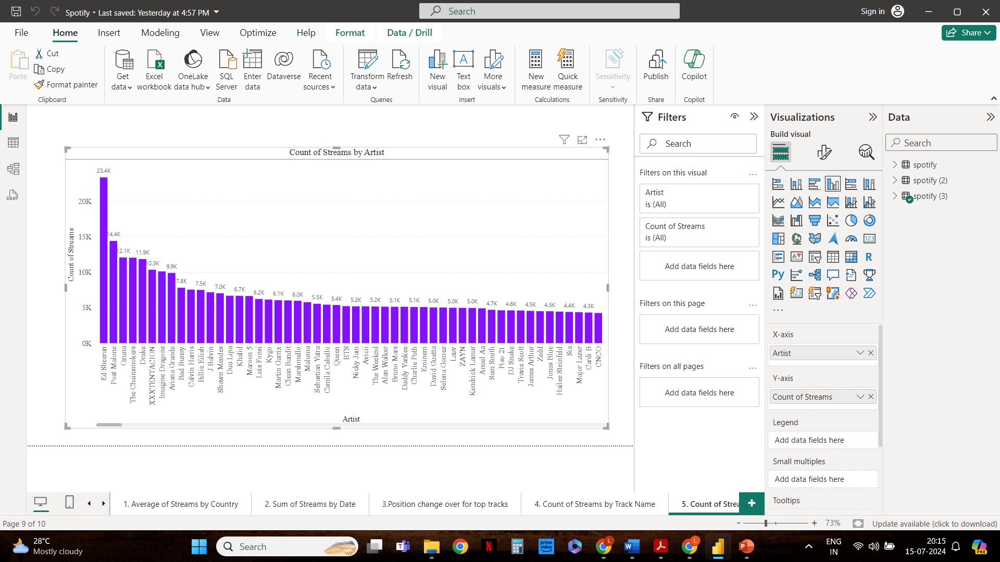 Spotify • Last saved: Yesterday at 4:57 PM
Search
Sign in
File
Home
Insert
Modeling
View
Optimize
Help
Format
Data / Drill
Share
Paste
Cut
Copy
Format painter
Clipboard
Get data
Excel workbook
OneLake data hub
SQL Server
Enter data
Dataverse
Recent sources
Data
Transform data
Refresh
Queries
New visual
Text box
More visuals
Insert
New measure
Quick measure
Calculations
Sensitivity
Sensitivity
Publish
Share
Copilot
Copilot
DAX
Count of Streams by Artist
Count of Streams
20K
15K
10K
5K
0K
23.4K
14.4K
12.1K
11.9K
10.3K
9.9K
7.8K
7.5K
7.0K
6.7K
6.2K
6.1K
6.0K
5.5K
5.4K
5.2K
5.2K
5.1K
5.1K
5.0K
5.0K
5.0K
4.7K
4.6K
4.5K
4.5K
4.4K
4.3K
Ed Sheeran
Post Malone
Ozuna
The Chainsmokers
Drake
XXXTENTACION
Imagine Dragons
Ariana Grande
Bad Bunny
Calvin Harris
Billie Eilish
J Balvin
Shawn Mendes
Dua Lipa
Khalid
Maroon 5
Luis Fonsi
Kygo
Martin Garrix
Clean Bandit
Marshmello
Maluma
Sebastian Yatra
Camila Cabello
Queen
BTS
Nicky Jam
Avicii
The Weeknd
Alan Walker
Bruno Mars
Daddy Yankee
Charlie Puth
Eminem
David Guetta
Selena Gomez
Lauv
ZAYN
Kendrick Lamar
Anuel Aa
Sam Smith
Piso 21
DJ Snake
Travis Scott
James Arthur
Zedd
Jonas Blue
Hailee Steinfeld
Sia
Major Lazer
Cardi B
CNCO
Artist
Filters
Search
Filters on this visual
...
Artist
is (All)
Count of Streams
is (All)
Add data fields here
Filters on this page
...
Add data fields here
Filters on all pages
...
Add data fields here
Visualizations
Build visual
123
R
Py
123
...
X-axis
Artist
Y-axis
Count of Streams
Legend
Add data fields here
Small multiples
Add data fields here
Tooltips
Data
Search
spotify
spotify (2)
spotify (3)
1. Average of Streams by Country
2. Sum of Streams by Date
3.Position change over for top tracks
4. Count of Streams by Track Name
5. Count of Strea
+
Page 9 of 10
- + 73%
Update available (click to download)
28°C
Mostly cloudy
Search
prime video
L
L
ENG
IN
20:15
15-07-2024
PRE